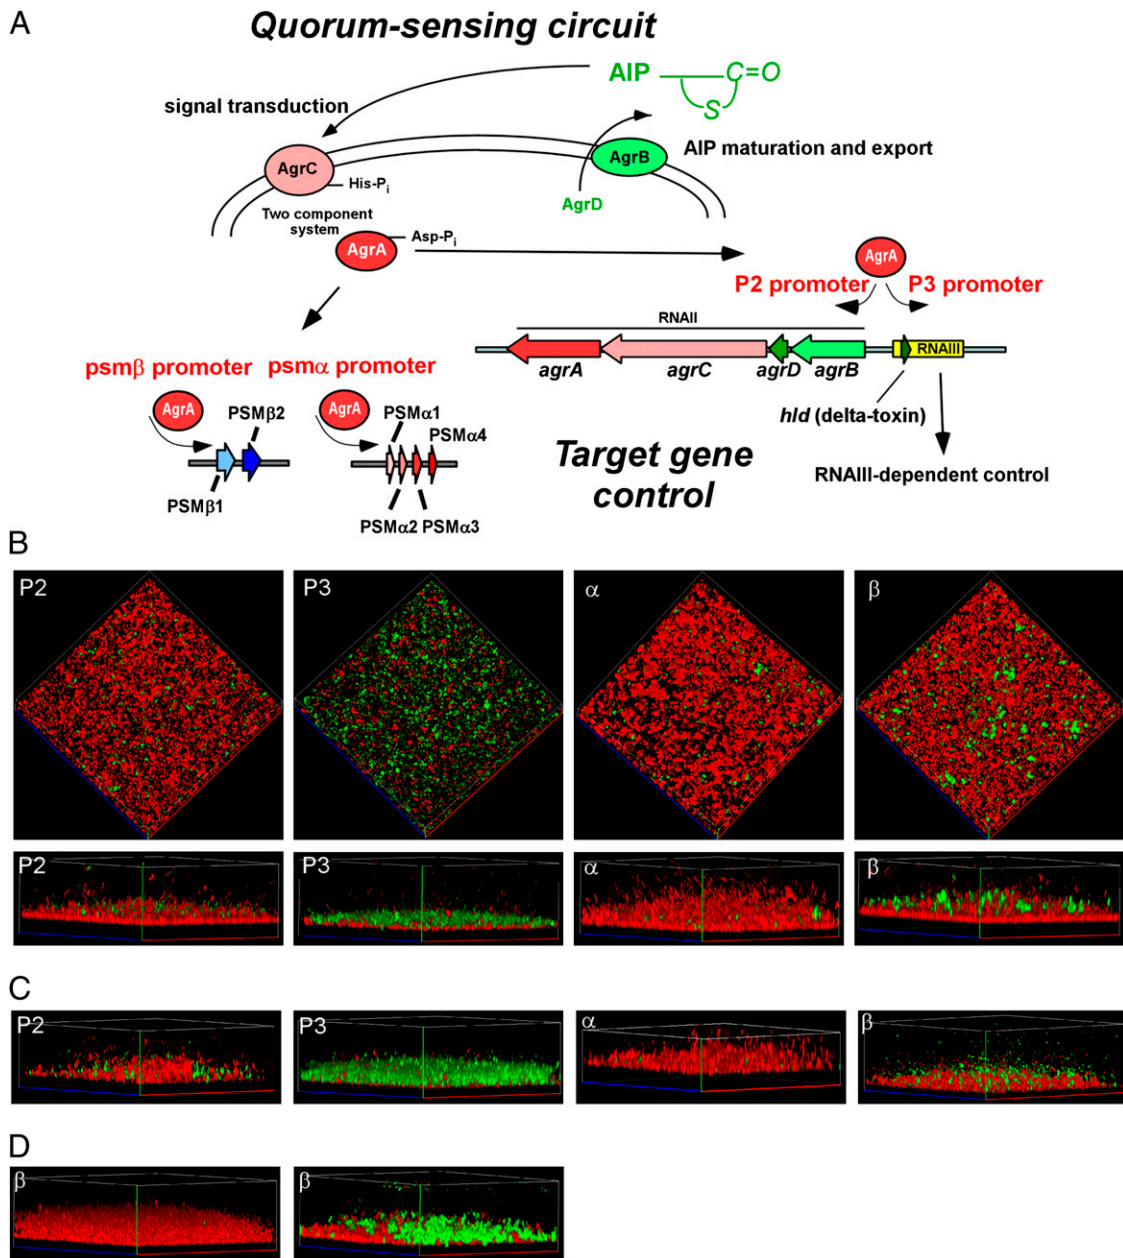 A
Quorum-sensing circuit
AIP
C=O
S
signal transduction
AgrC
AgrB
AIP maturation and export
His-Pi
AgrD
Two component
system
AgrA
Asp-Pi
AgrA
P2 promoter
P3 promoter
RNAII
RNAIII
agrA
agrC
agrD
agrB
hld (delta-toxin)
RNAIII-dependent control
psmβ promoter
psmα promoter
AgrA
PSMβ2
PSMβ1
AgrA
PSMα1
PSMα4
PSMα2
PSMα3
Target gene
control
B
P2
P3
α
β
P2
P3
α
β
C
P2
P3
α
β
D
β
β